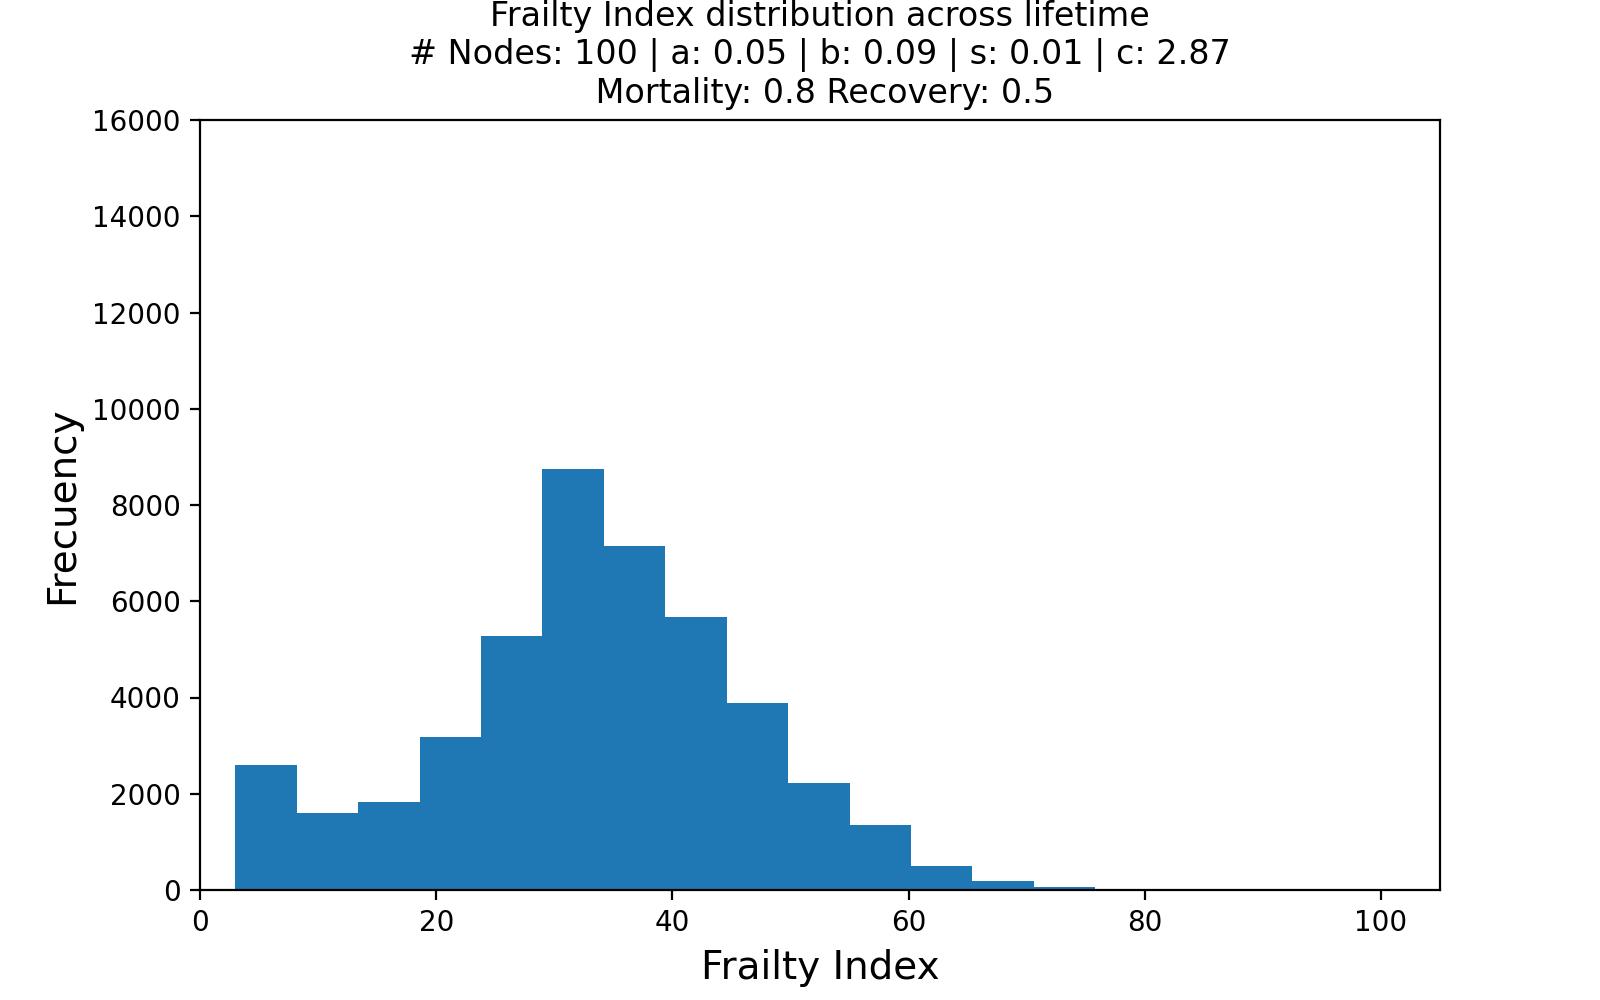 Frailty Index distribution across lifetime
# Nodes: 100 | a: 0.05 | b: 0.09 | s: 0.01 | c: 2.87
Mortality: 0.8 Recovery: 0.5
16000
14000
12000
10000
8000
6000
4000
2000
0
Frecuency
0 20 40 60 80 100
Frailty Index